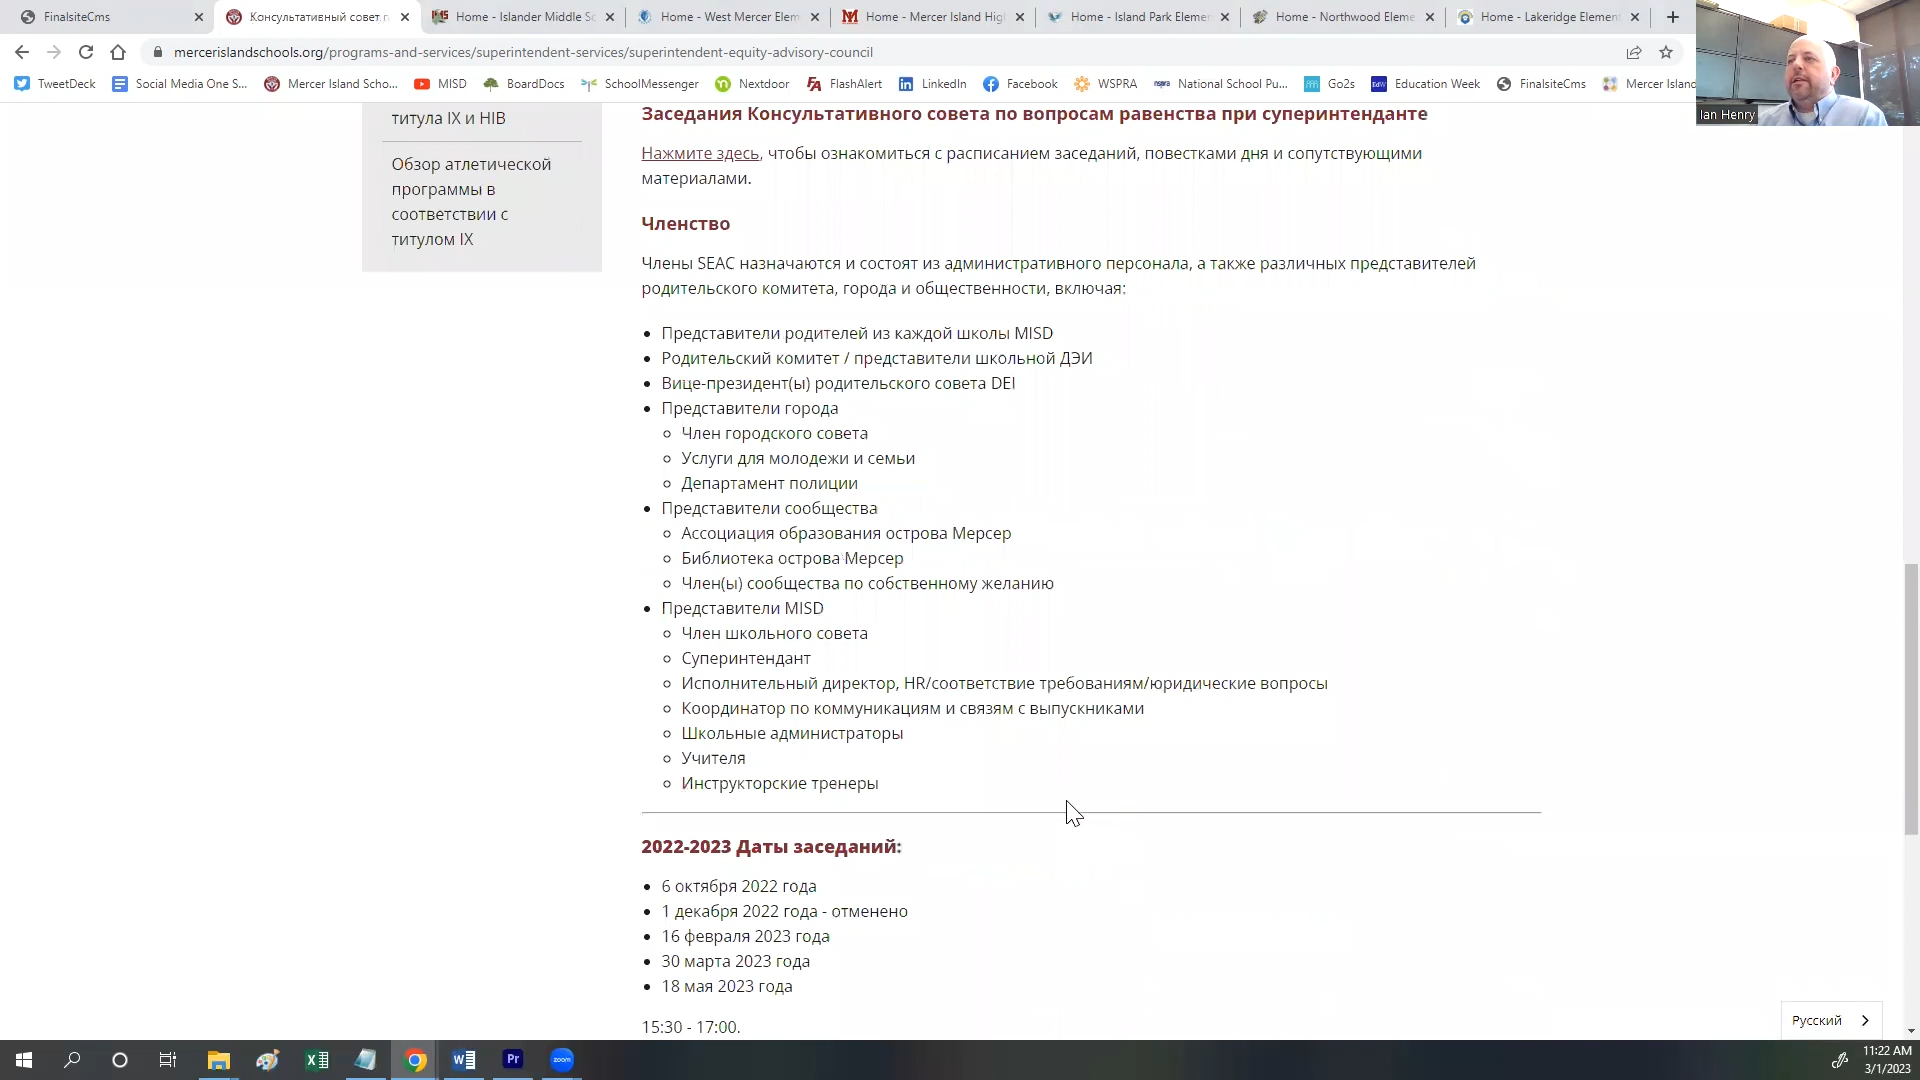 FinalsiteCms
Консультативный совет п
Home - Islander Middle Sc
Home - West Mercer Elem
Home - Mercer Island High
Home - Island Park Elemen
Home - Northwood Eleme
Home - Lakeridge Element
mercerislandschools.org/programs-and-services/superintendent-services/superintendent-equity-advisory-council
TweetDeck
Social Media One S...
Mercer Island Scho...
MISD
BoardDocs
SchoolMessenger
Nextdoor
FlashAlert
LinkedIn
Facebook
WSPRA
National School Pu...
Go2s
Education Week
FinalsiteCms
Mercer Island
Ian Henry
титула IX и HIB
Обзор атлетической
программы в
соответствии с
титулом IX
Заседания Консультативного совета по вопросам равенства при суперинтенданте
Нажмите здесь, чтобы ознакомиться с расписанием заседаний, повестками дня и сопутствующими
материалами.
Членство
Члены SEAC назначаются и состоят из административного персонала, а также различных представителей
родительского комитета, города и общественности, включая:
Представители родителей из каждой школы MISD
Родительский комитет / представители школьной ДЭИ
Вице-президент(ы) родительского совета DEI
Представители города
Член городского совета
Услуги для молодежи и семьи
Департамент полиции
Представители сообщества
Ассоциация образования острова Мерсер
Библиотека острова Мерсер
Член(ы) сообщества по собственному желанию
Представители MISD
Член школьного совета
Суперинтендант
Исполнительный директор, HR/соответствие требованиям/юридические вопросы
Координатор по коммуникациям и связям с выпускниками
Школьные администраторы
Учителя
Инструкторские тренеры
2022-2023 Даты заседаний:
6 октября 2022 года
1 декабря 2022 года - отменено
16 февраля 2023 года
30 марта 2023 года
18 мая 2023 года
15:30 - 17:00.
Русский
11:22 AM
3/1/2023